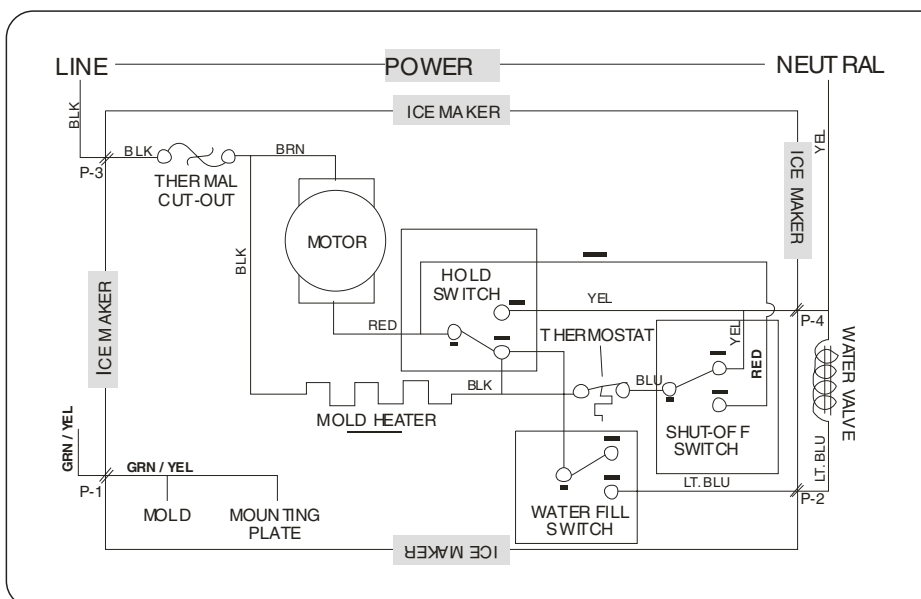 LINE
POWER
NEUTRAL
BLK
ICE MAKER
YEL
BLK
BRN
P-3
THERMAL
CUT-OUT
ICE MAKER
MOTOR
BLK
HOLD
SWITCH
YEL
ICE MAKER
RED
THERMOSTAT
YEL
RED
P-4
WATER VALVE
BLK
BLU
MOLD HEATER
SHUT-OFF
SWITCH
GRN / YEL
GRN / YEL
LT. BLU
LT. BLU
P-1
P-2
MOLD
MOUNTING
PLATE
WATER FILL
SWITCH
ICE MAKER